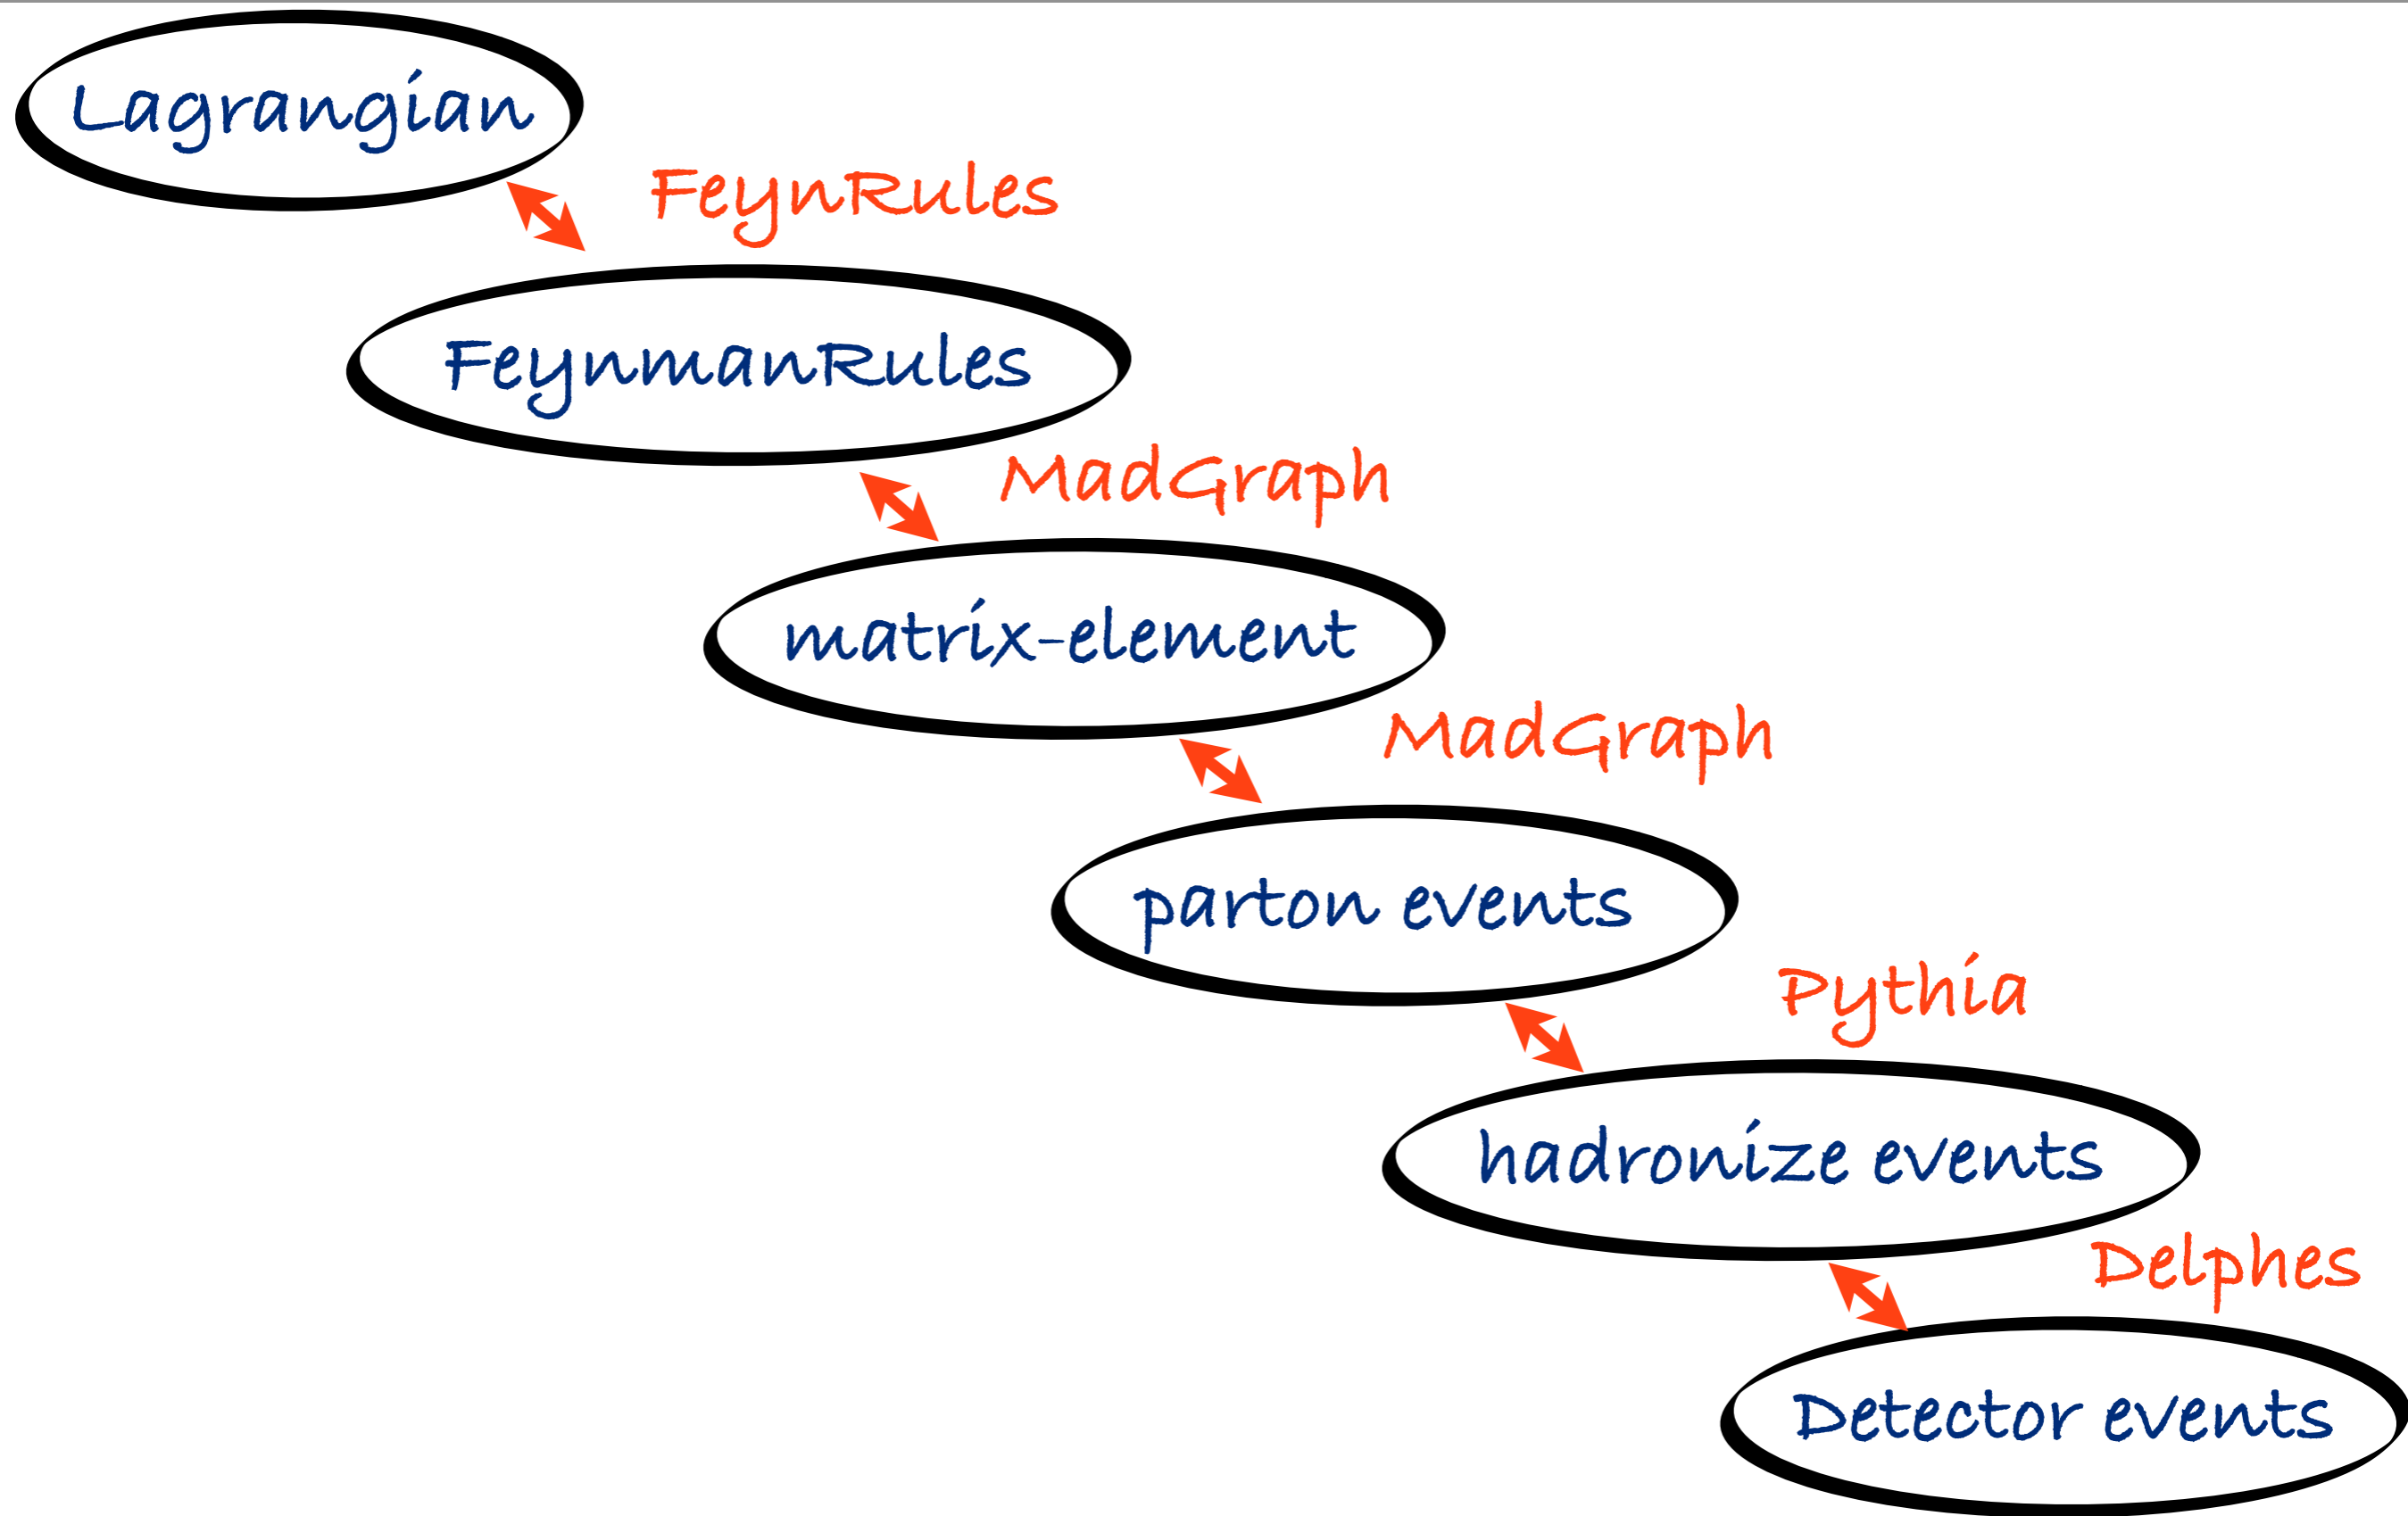 Lagrangian
FeynRules
FeynmanRules
MadGraph
matrix-element
MadGraph
parton events
Pythia
hadronize events
Delphes
Detector events